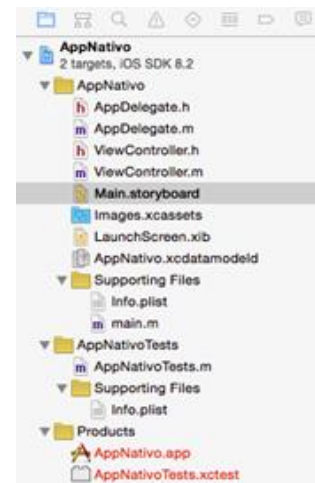 AppNativo
2 targets, iOS SDK 8.2
AppNativo
h AppDelegate.h
m AppDelegate.m
h ViewController.h
m ViewController.m
Main.storyboard
Images.xcassets
LaunchScreen.xib
AppNativo.xcdatamodeld
Supporting Files
Info.plist
m main.m
AppNativoTests
m AppNativoTests.m
Supporting Files
Info.plist
Products
AppNativo.app
AppNativoTests.xctest